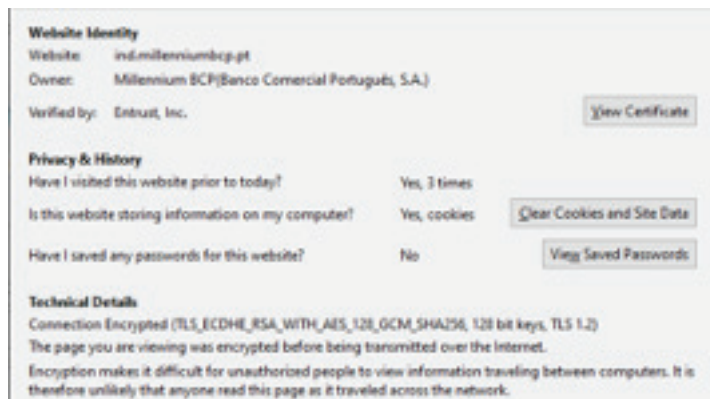 Website Identity
Website: ind.millenniumbcp.pt
Owner: Millennium BCP(Banco Comercial Português, S.A.)
Verified by: Entrust, Inc.
View Certificate
Privacy & History
Have I visited this website prior to today? Yes, 3 times
Is this website storing information on my computer? Yes, cookies
Clear Cookies and Site Data
Have I saved any passwords for this website? No
View Saved Passwords
Technical Details
Connection Encrypted (TLS_ECDHE_RSA_WITH_AES_128_GCM_SHA256, 128 bit keys, TLS 1.2)
The page you are viewing was encrypted before being transmitted over the Internet.
Encryption makes it difficult for unauthorized people to view information traveling between computers. It is
therefore unlikely that anyone read this page as it traveled across the network.